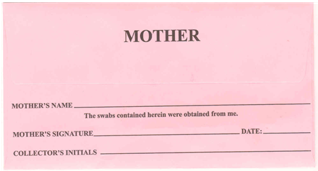 MOTHER
MOTHER'S NAME
The swabs contained herein were obtained from me.
MOTHER'S SIGNATURE DATE:
COLLECTOR'S INITIALS